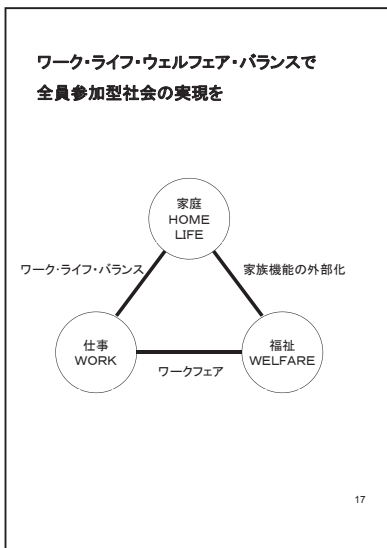 ワーク・ライフ・ウェルフェア・バランスで
全員参加型社会の実現を
家庭
HOME
LIFE
ワーク・ライフ・バランス
家族機能の外部化
仕事
WORK
福祉
WELFARE
ワークフェア
17